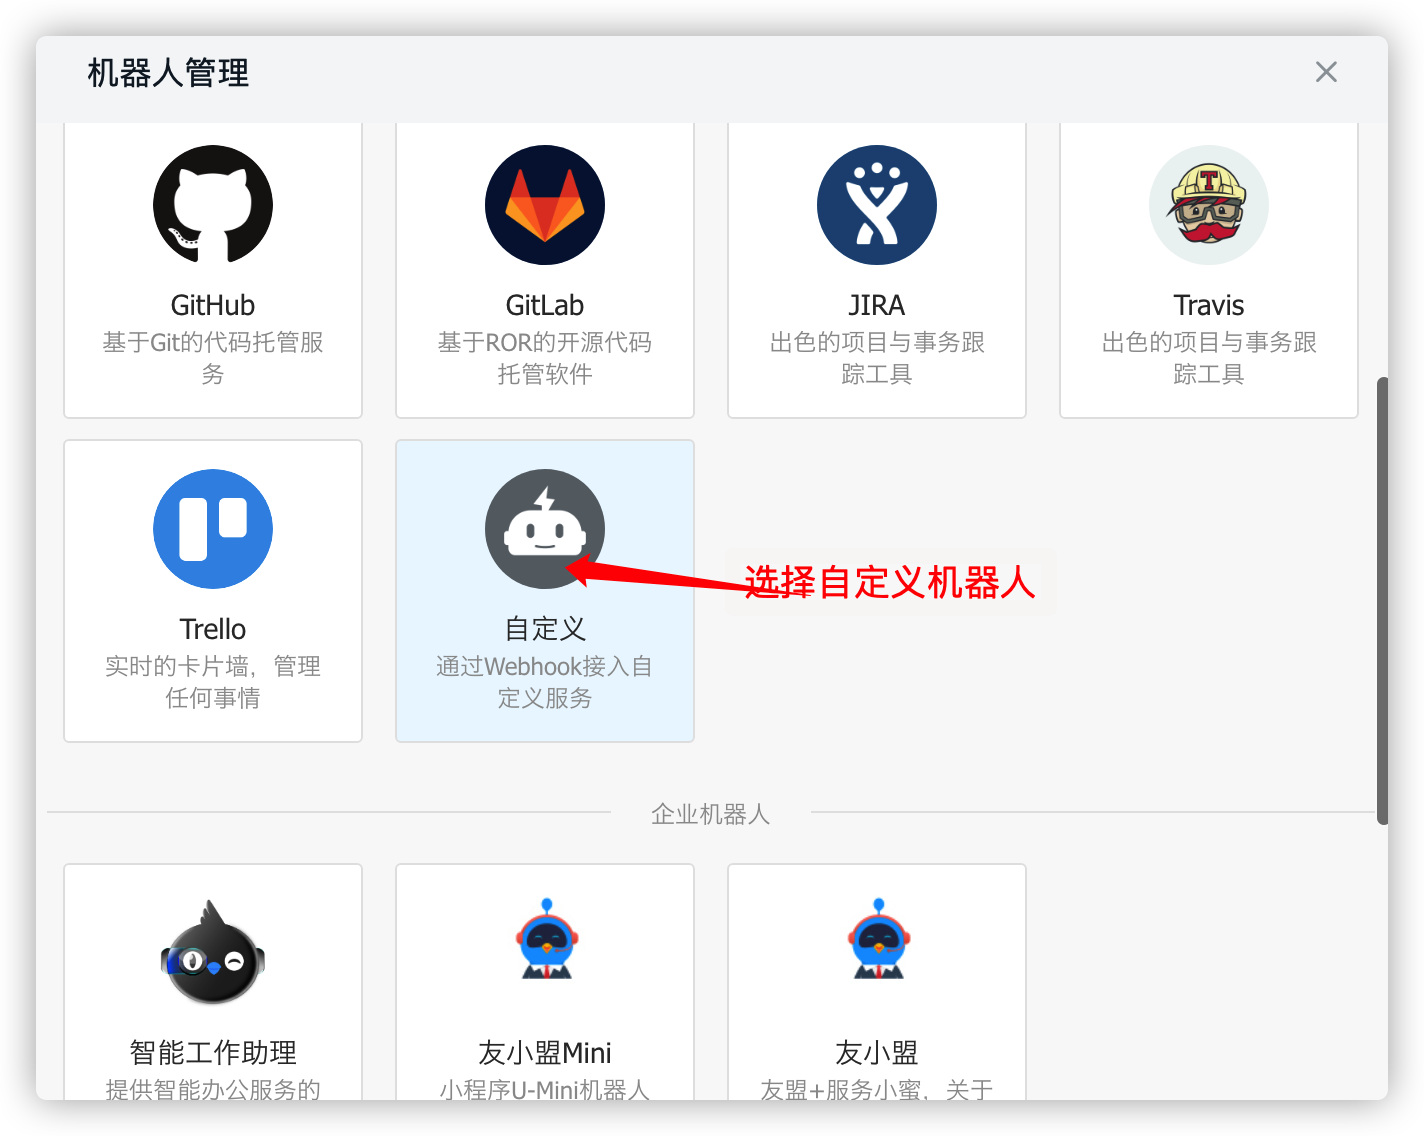 机器人管理
GitHub
基于Git的代码托管服
务
GitLab
基于ROR的开源代码
托管软件
JIRA
出色的项目与事务跟
踪工具
Travis
出色的项目与事务跟
踪工具
Trello
实时的卡片墙，管理
任何事情
自定义
通过Webhook接入自
定义服务
选择自定义机器人
企业机器人
智能工作助理
提供智能办公服务的
友小盟Mini
小程序U-Mini机器人
友小盟
友盟+服务小蜜，关于